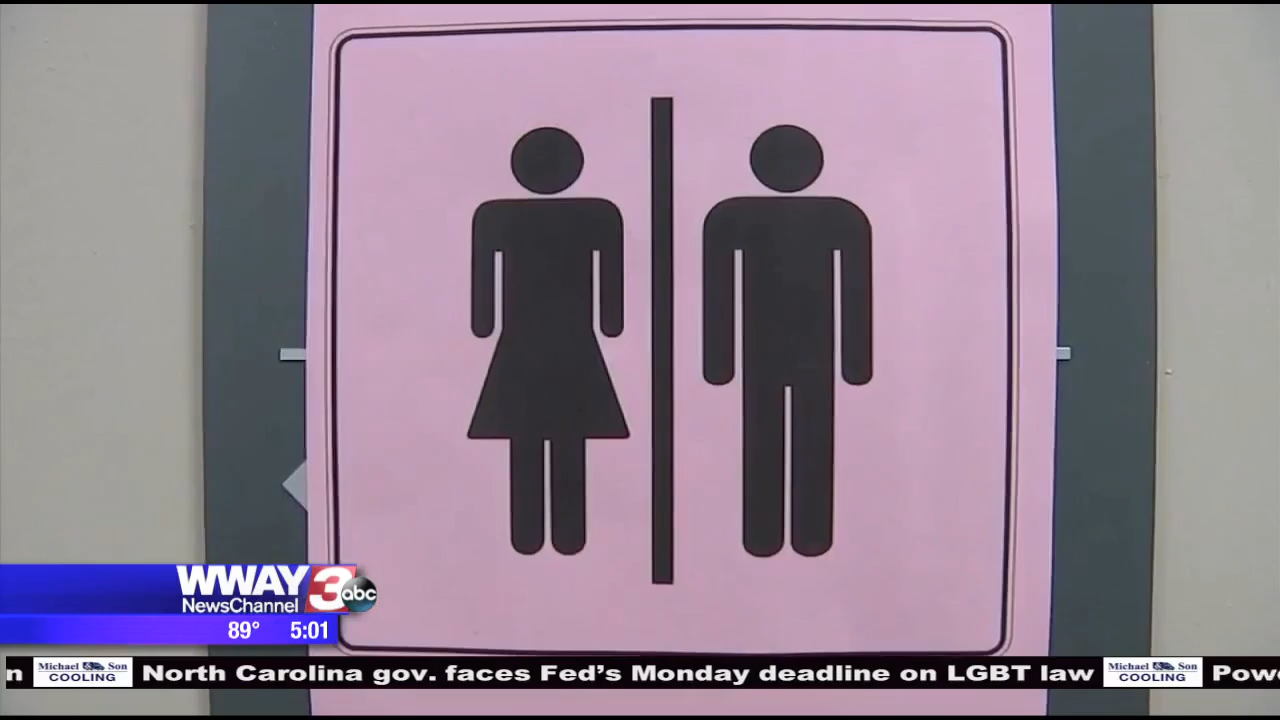 WWAY 3 abc
NewsChannel
89° 5:01
n Michael & Son COOLING North Carolina gov. faces Fed's Monday deadline on LGBT law Michael & Son COOLING Powe